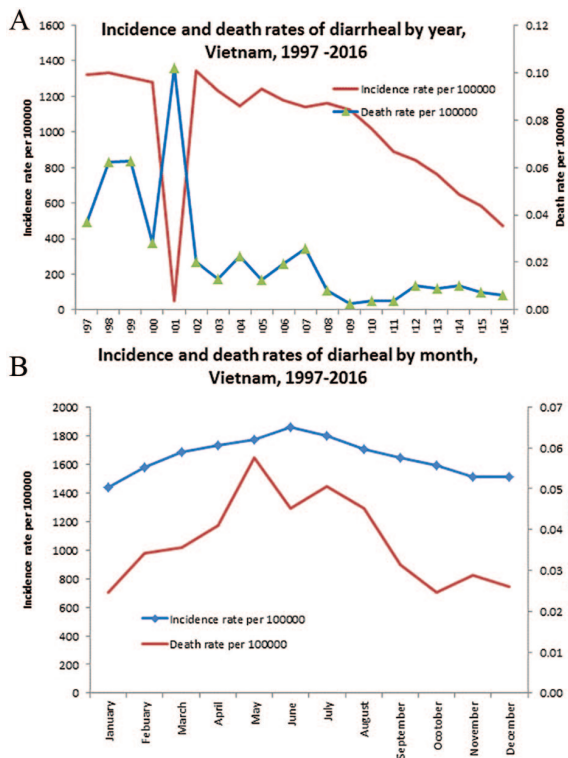 A
Incidence and death rates of diarrheal by year,
Vietnam, 1997 -2016
Incidence rate per 100000
1600
1400
1200
1000
800
600
400
200
0
Incidence rate per 100000
Death rate per 100000
0.12
0.10
0.08
0.06
0.04
0.02
0.00
Death rate per 100000
'97 '98 '99 '00 '01 '02 '03 '04 '05 '06 '07 '08 '09 '10 '11 '12 '13 '14 '15 '16
B
Incidence and death rates of diarheal by month,
Vietnam, 1997-2016
Incidence rate per 100000
2000
1800
1600
1400
1200
1000
800
600
400
200
0
Incidence rate per 100000
Death rate per 100000
0.07
0.06
0.05
0.04
0.03
0.02
0.01
0.00
January
Febuary
March
April
May
June
July
August
September
Ocotober
November
December